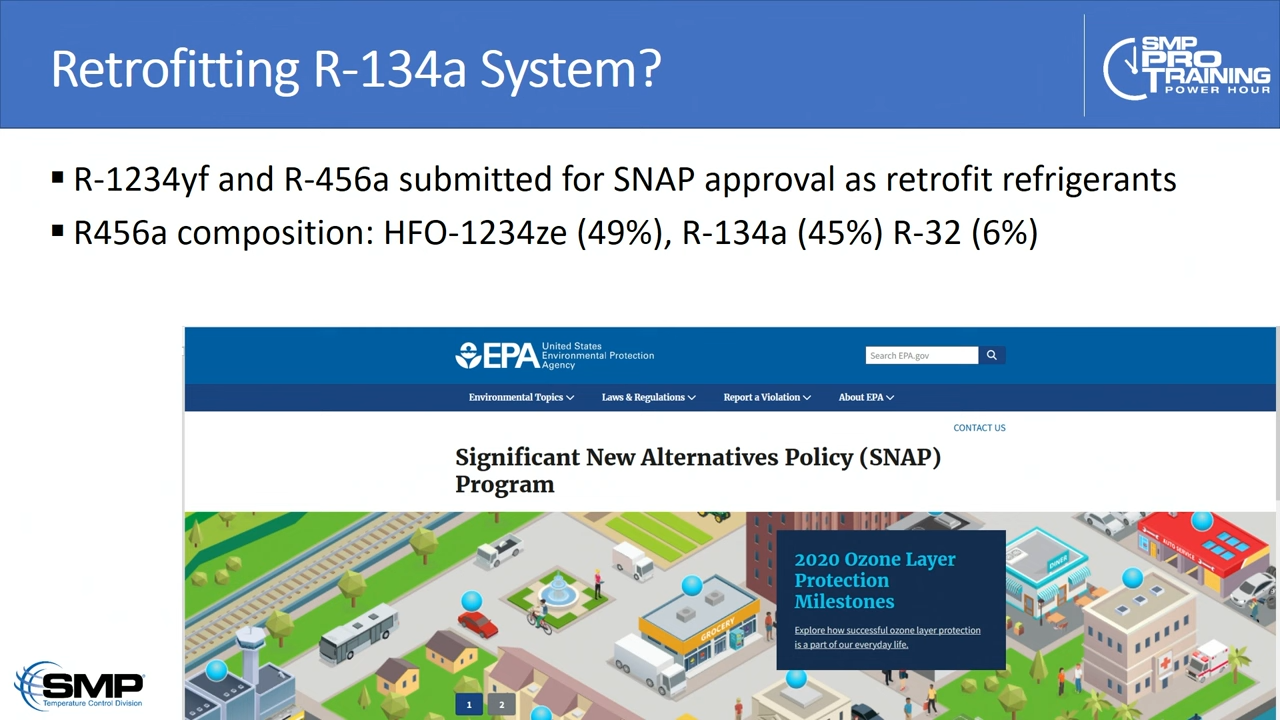 Retrofitting R-134a System?
SMP
PRO
TRAINING
POWER HOUR
▪ R-1234yf and R-456a submitted for SNAP approval as retrofit refrigerants
▪ R456a composition: HFO-1234ze (49%), R-134a (45%) R-32 (6%)
EPA
United States
Environmental Protection
Agency
Search EPA.gov
Environmental Topics
Laws & Regulations
Report a Violation
About EPA
CONTACT US
Significant New Alternatives Policy (SNAP)
Program
2020 Ozone Layer
Protection
Milestones
Explore how successful ozone layer protection
is a part of our everyday life.
GROCERY
DINER
AUTO SERVICE
1
2
SMP
Temperature Control Division